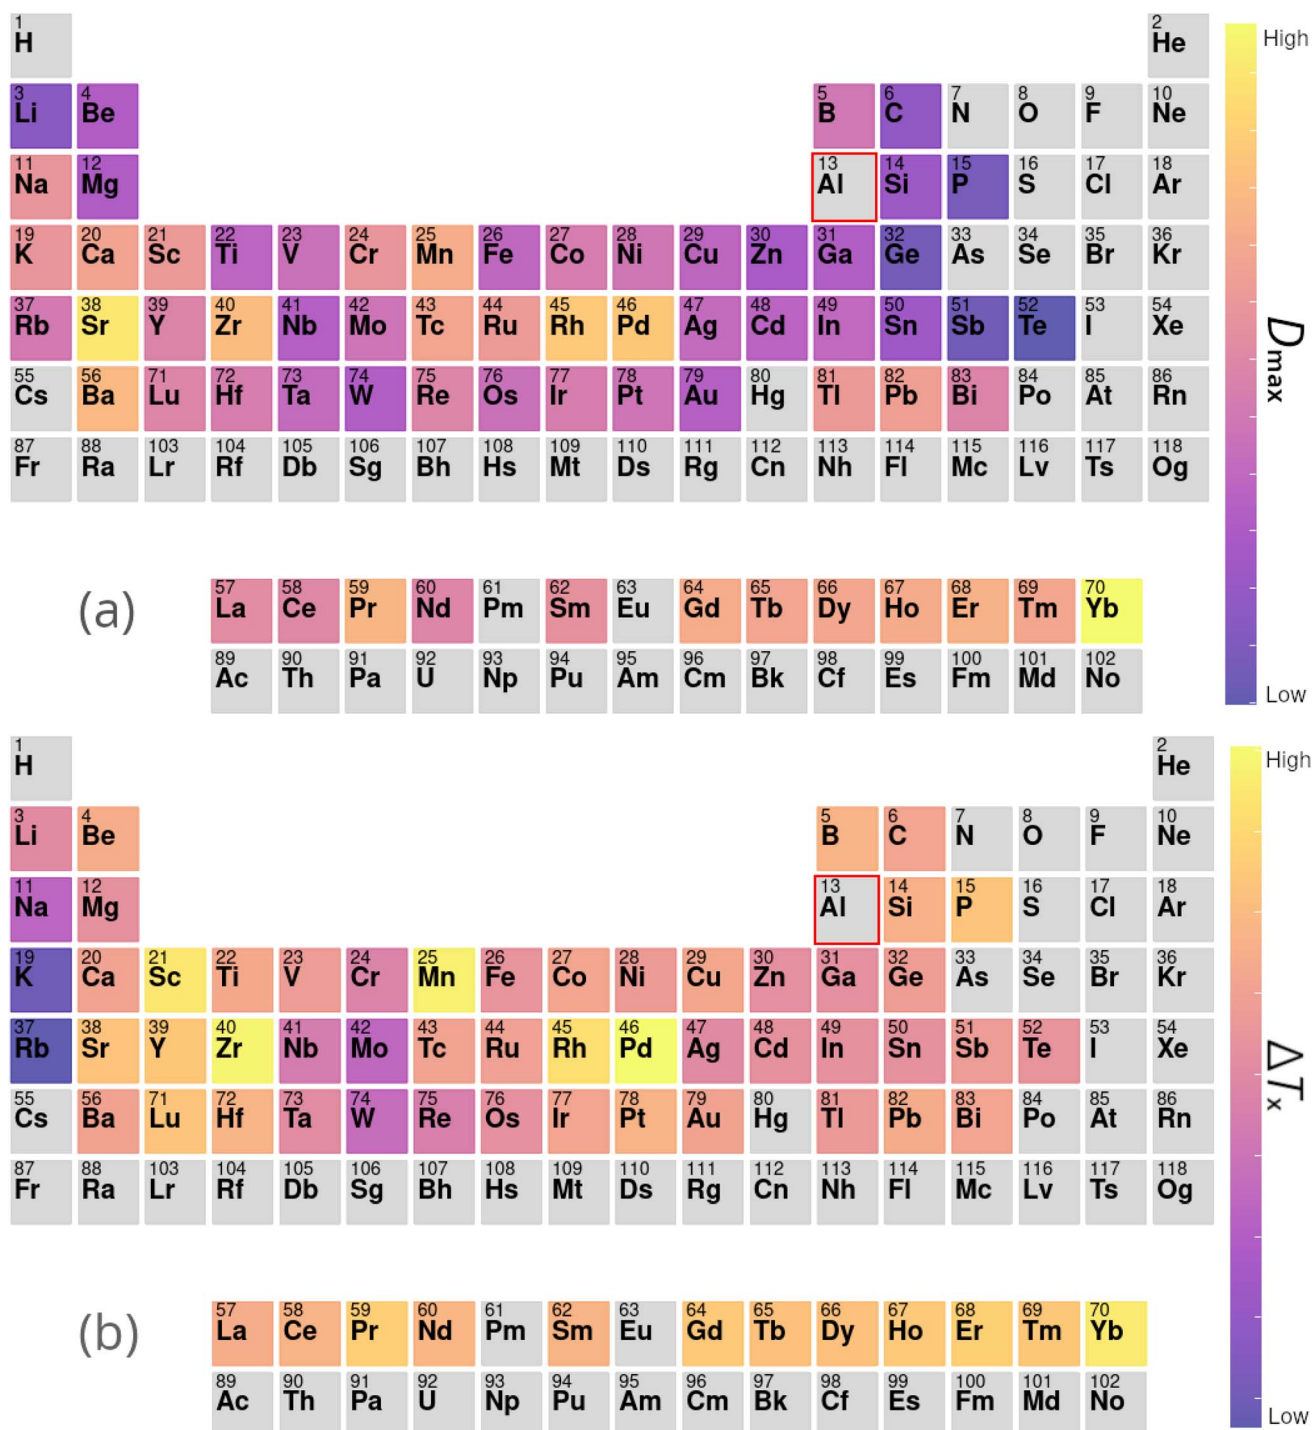 1 2
H He
High
3 4 5 6 7 8 9 10
Li Be B C N O F Ne
11 12 13 14 15 16 17 18
Na Mg Al Si P S Cl Ar
19 20 21 22 23 24 25 26 27 28 29 30 31 32 33 34 35 36
K Ca Sc Ti V Cr Mn Fe Co Ni Cu Zn Ga Ge As Se Br Kr
37 38 39 40 41 42 43 44 45 46 47 48 49 50 51 52 53 54
Rb Sr Y Zr Nb Mo Tc Ru Rh Pd Ag Cd In Sn Sb Te I Xe
Dmax
55 56 71 72 73 74 75 76 77 78 79 80 81 82 83 84 85 86
Cs Ba Lu Hf Ta W Re Os Ir Pt Au Hg Tl Pb Bi Po At Rn
87 88 103 104 105 106 107 108 109 110 111 112 113 114 115 116 117 118
Fr Ra Lr Rf Db Sg Bh Hs Mt Ds Rg Cn Nh Fl Mc Lv Ts Og
57 58 59 60 61 62 63 64 65 66 67 68 69 70
(a) La Ce Pr Nd Pm Sm Eu Gd Tb Dy Ho Er Tm Yb
89 90 91 92 93 94 95 96 97 98 99 100 101 102
Ac Th Pa U Np Pu Am Cm Bk Cf Es Fm Md No
Low
1 2
H He
High
3 4 5 6 7 8 9 10
Li Be B C N O F Ne
11 12 13 14 15 16 17 18
Na Mg Al Si P S Cl Ar
19 20 21 22 23 24 25 26 27 28 29 30 31 32 33 34 35 36
K Ca Sc Ti V Cr Mn Fe Co Ni Cu Zn Ga Ge As Se Br Kr
37 38 39 40 41 42 43 44 45 46 47 48 49 50 51 52 53 54
Rb Sr Y Zr Nb Mo Tc Ru Rh Pd Ag Cd In Sn Sb Te I Xe
ΔTx
55 56 71 72 73 74 75 76 77 78 79 80 81 82 83 84 85 86
Cs Ba Lu Hf Ta W Re Os Ir Pt Au Hg Tl Pb Bi Po At Rn
87 88 103 104 105 106 107 108 109 110 111 112 113 114 115 116 117 118
Fr Ra Lr Rf Db Sg Bh Hs Mt Ds Rg Cn Nh Fl Mc Lv Ts Og
57 58 59 60 61 62 63 64 65 66 67 68 69 70
(b) La Ce Pr Nd Pm Sm Eu Gd Tb Dy Ho Er Tm Yb
89 90 91 92 93 94 95 96 97 98 99 100 101 102
Ac Th Pa U Np Pu Am Cm Bk Cf Es Fm Md No
Low